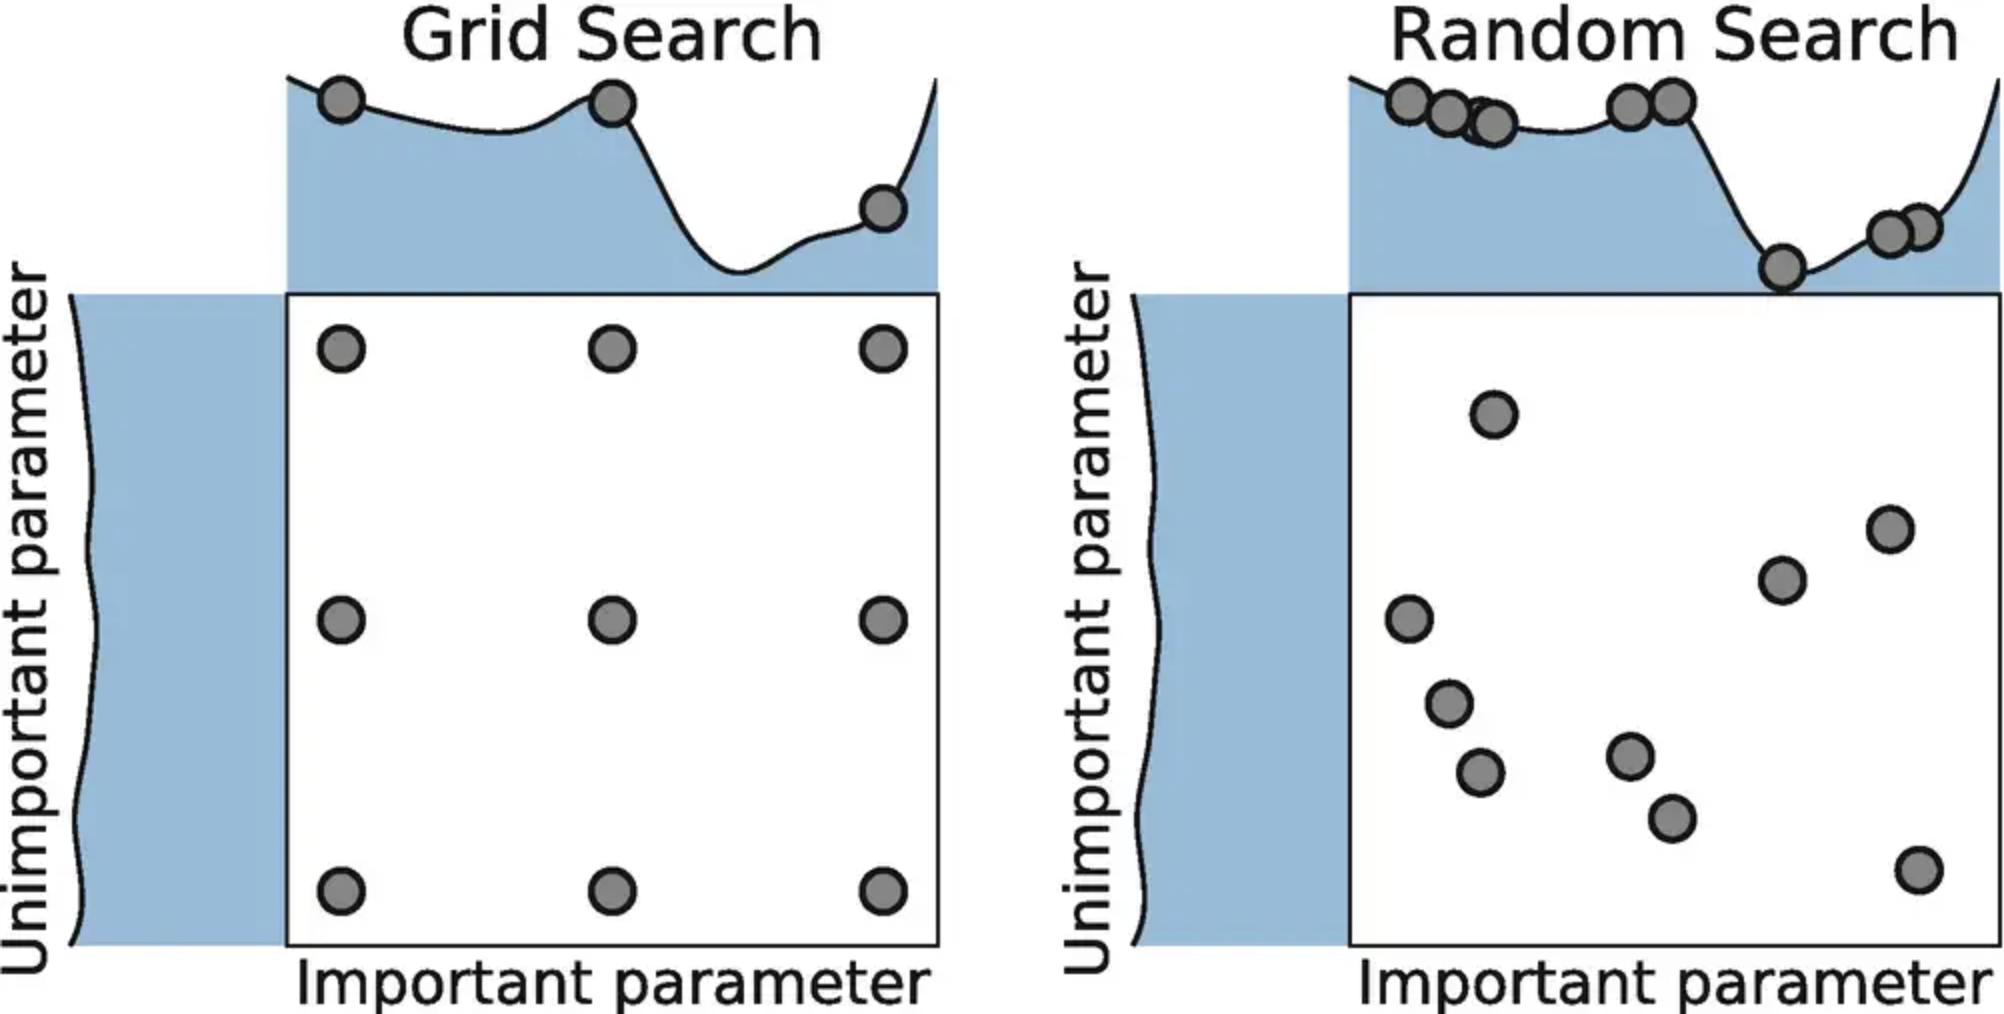 Grid Search
Unimportant parameter
Important parameter
Random Search
Unimportant parameter
Important parameter